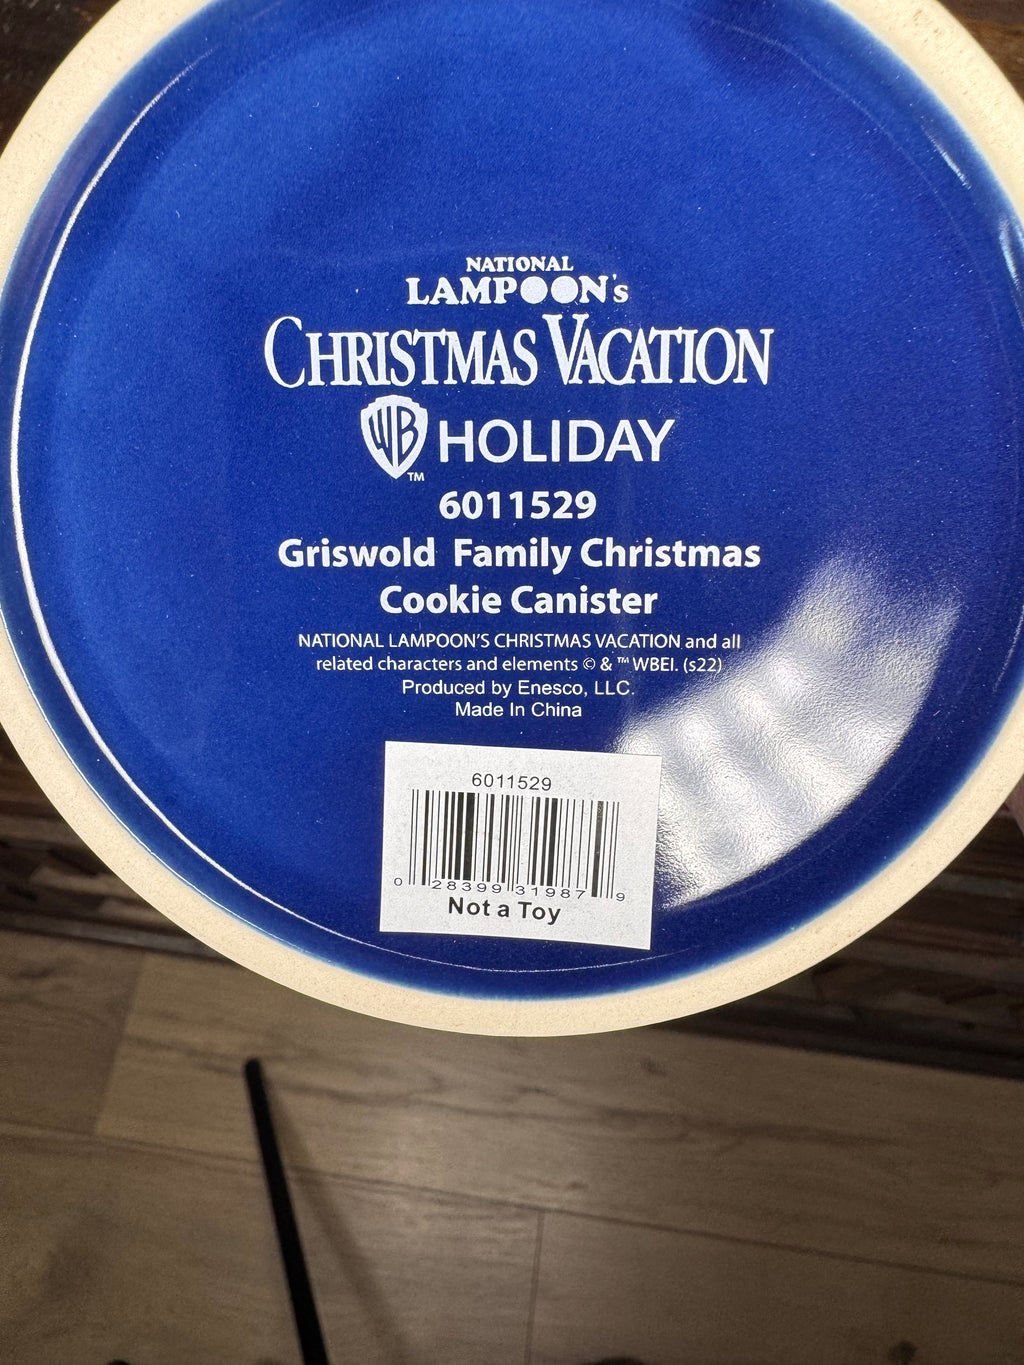 NATIONAL
LAMPOON's
CHRISTMAS VACATION
WB HOLIDAY
TM
6011529
Griswold Family Christmas
Cookie Canister
NATIONAL LAMPOON'S CHRISTMAS VACATION and all
related characters and elements © & ™ WBEI. (s22)
Produced by Enesco, LLC.
Made In China
6011529
0 28399 31987 9
Not a Toy